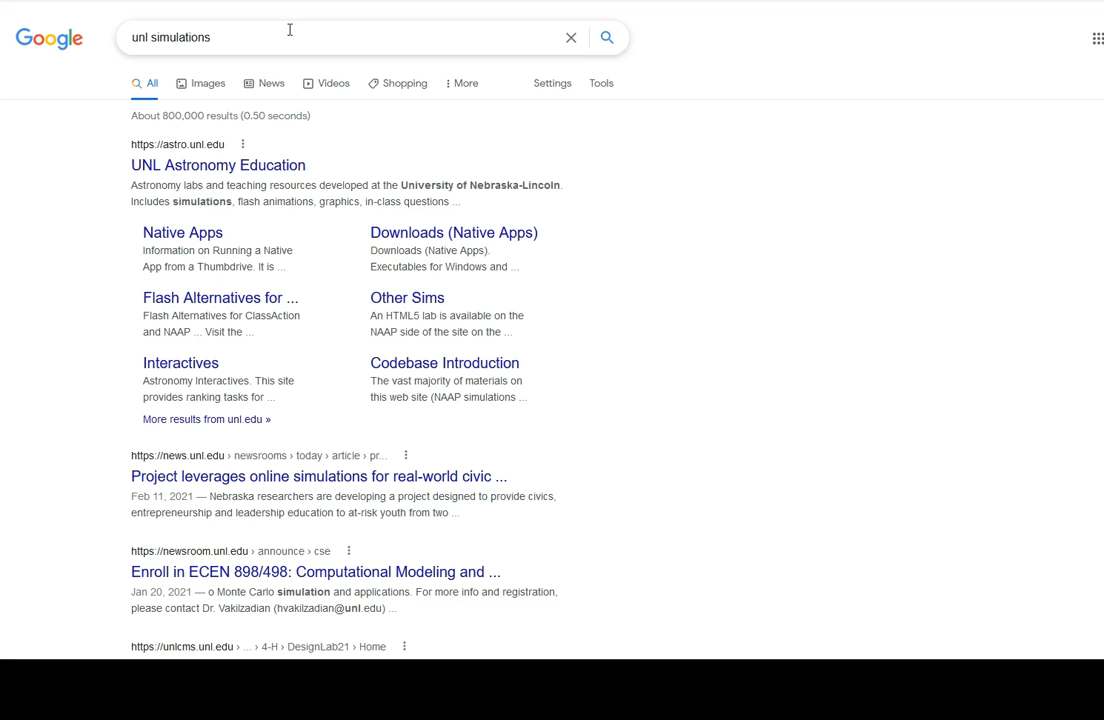 Google
unl simulations
All Images News Videos Shopping More Settings Tools
About 800,000 results (0.50 seconds)
https://astro.unl.edu
UNL Astronomy Education
Astronomy labs and teaching resources developed at the University of Nebraska-Lincoln.
Includes simulations, flash animations, graphics, in-class questions ...
Native Apps
Information on Running a Native
App from a Thumbdrive. It is ...
Downloads (Native Apps)
Downloads (Native Apps).
Executables for Windows and ...
Flash Alternatives for ...
Flash Alternatives for ClassAction
and NAAP ... Visit the ...
Other Sims
An HTML5 lab is available on the
NAAP side of the site on the ...
Interactives
Astronomy Interactives. This site
provides ranking tasks for ...
Codebase Introduction
The vast majority of materials on
this web site (NAAP simulations ...
More results from unl.edu »
https://news.unl.edu › newsrooms › today › article › pr...
Project leverages online simulations for real-world civic ...
Feb 11, 2021 — Nebraska researchers are developing a project designed to provide civics,
entrepreneurship and leadership education to at-risk youth from two ...
https://newsroom.unl.edu › announce › cse
Enroll in ECEN 898/498: Computational Modeling and ...
Jan 20, 2021 — o Monte Carlo simulation and applications. For more info and registration,
please contact Dr. Vakilzadian (hvakilzadian@unl.edu) ...
https://unlcms.unl.edu › ... › 4-H › DesignLab21 › Home